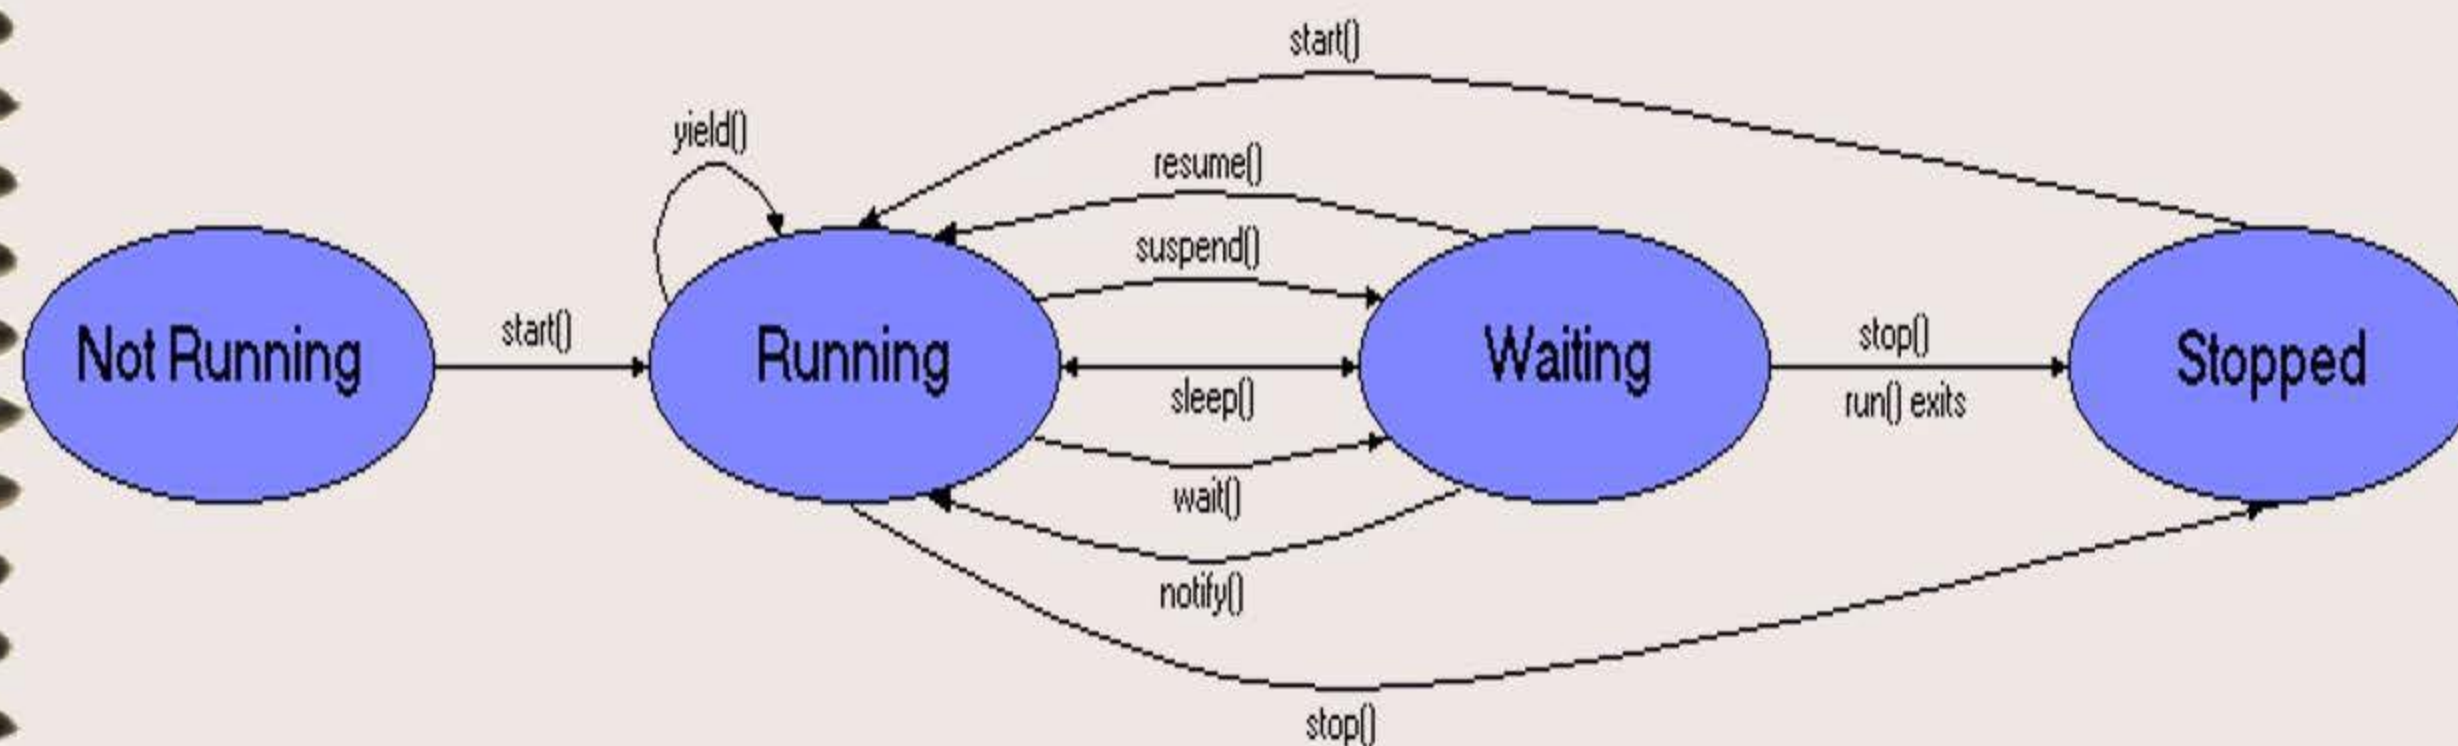 start()
yield()
resume()
suspend()
Not Running
start()
Running
sleep()
Waiting
stop()
run() exits
Stopped
wait()
notify()
stop()